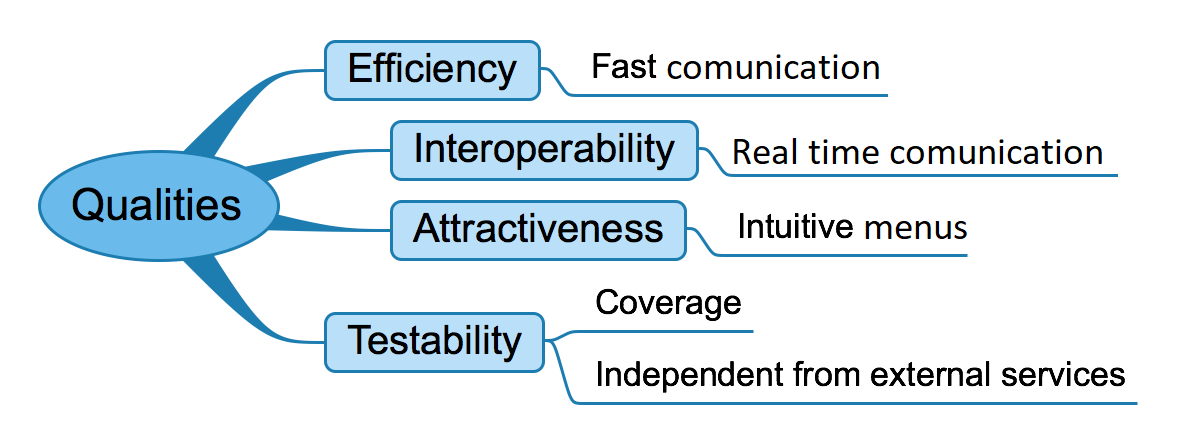 Qualities
Efficiency
Fast comunication
Interoperability
Real time comunication
Attractiveness
Intuitive menus
Testability
Coverage
Independent from external services